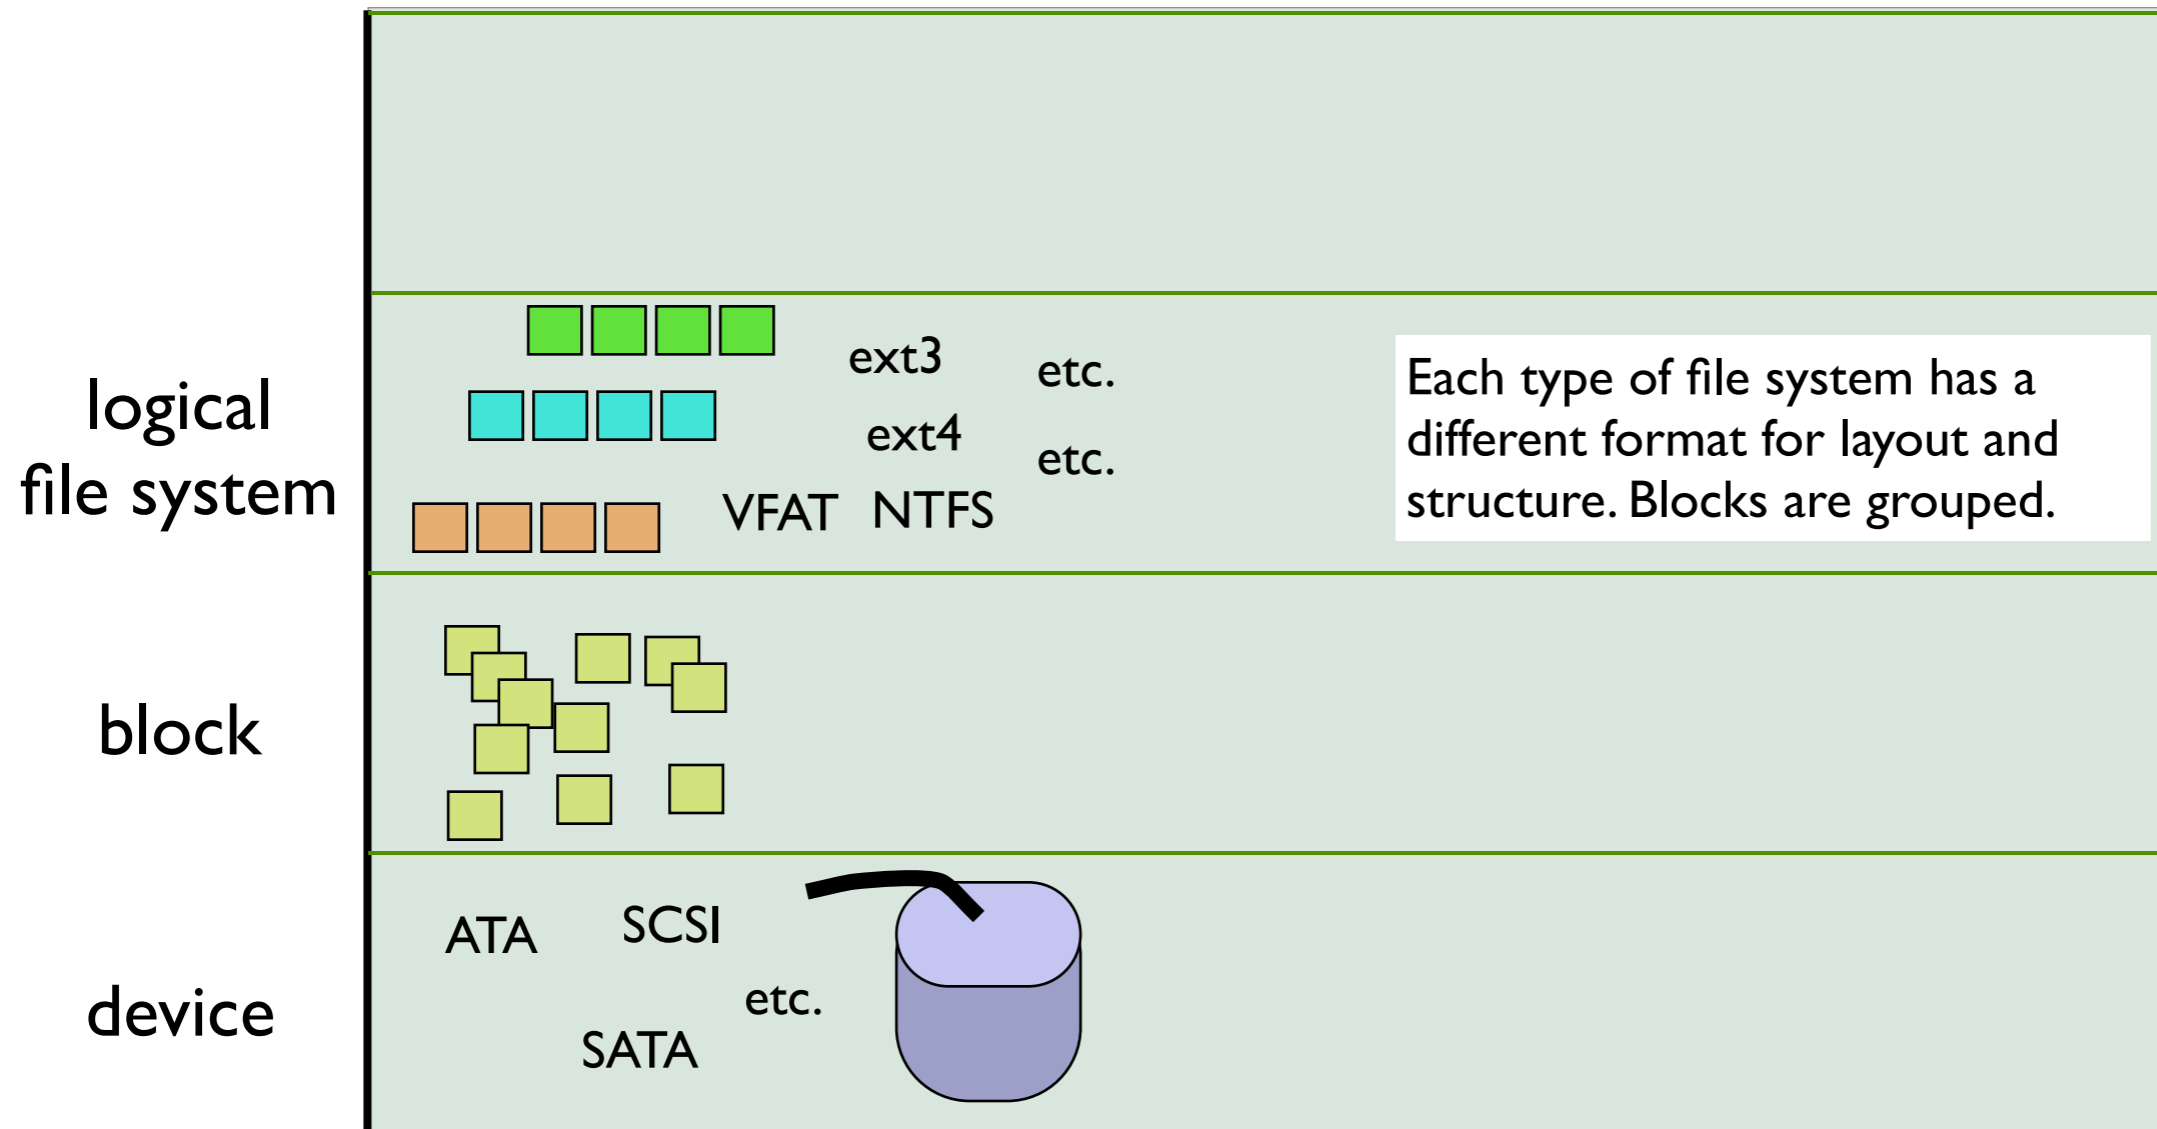 logical
file system
ext3
etc.
ext4
etc.
VFAT
NTFS
Each type of file system has a
different format for layout and
structure. Blocks are grouped.
block
device
ATA
SCSI
etc.
SATA